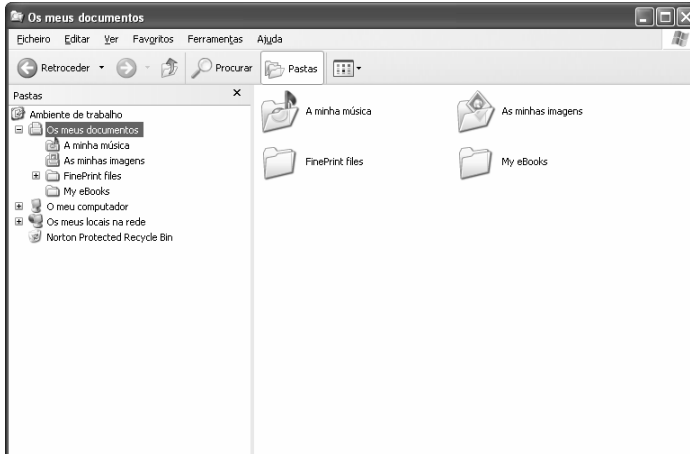 Os meus documentos
Ficheiro Editar Ver Favoritos Ferramentas Ajuda
Retroceder Procurar Pastas
Pastas
Ambiente de trabalho
Os meus documentos
A minha música
As minhas imagens
FinePrint files
My eBooks
O meu computador
Os meus locais na rede
Norton Protected Recycle Bin
A minha música As minhas imagens
FinePrint files My eBooks